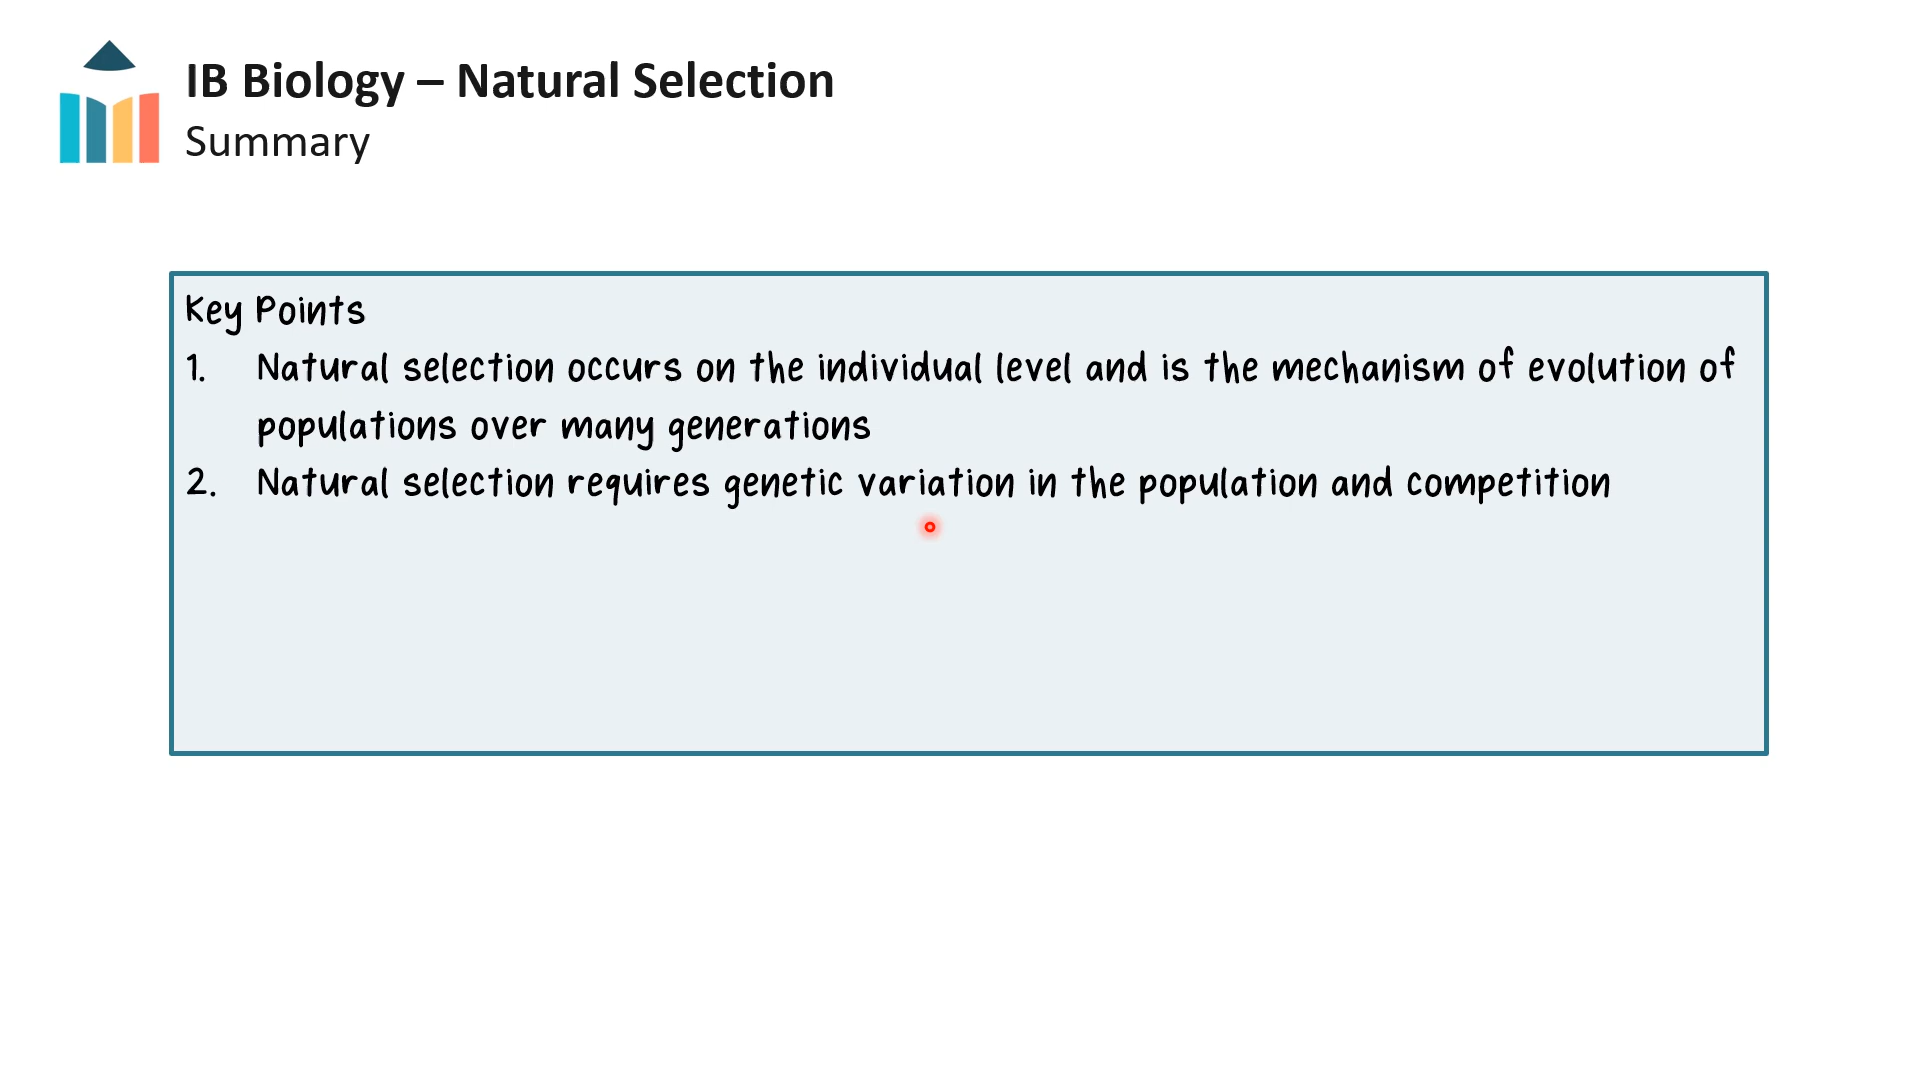 IB Biology – Natural Selection
Summary
Key Points
1. Natural selection occurs on the individual level and is the mechanism of evolution of
populations over many generations
2. Natural selection requires genetic variation in the population and competition